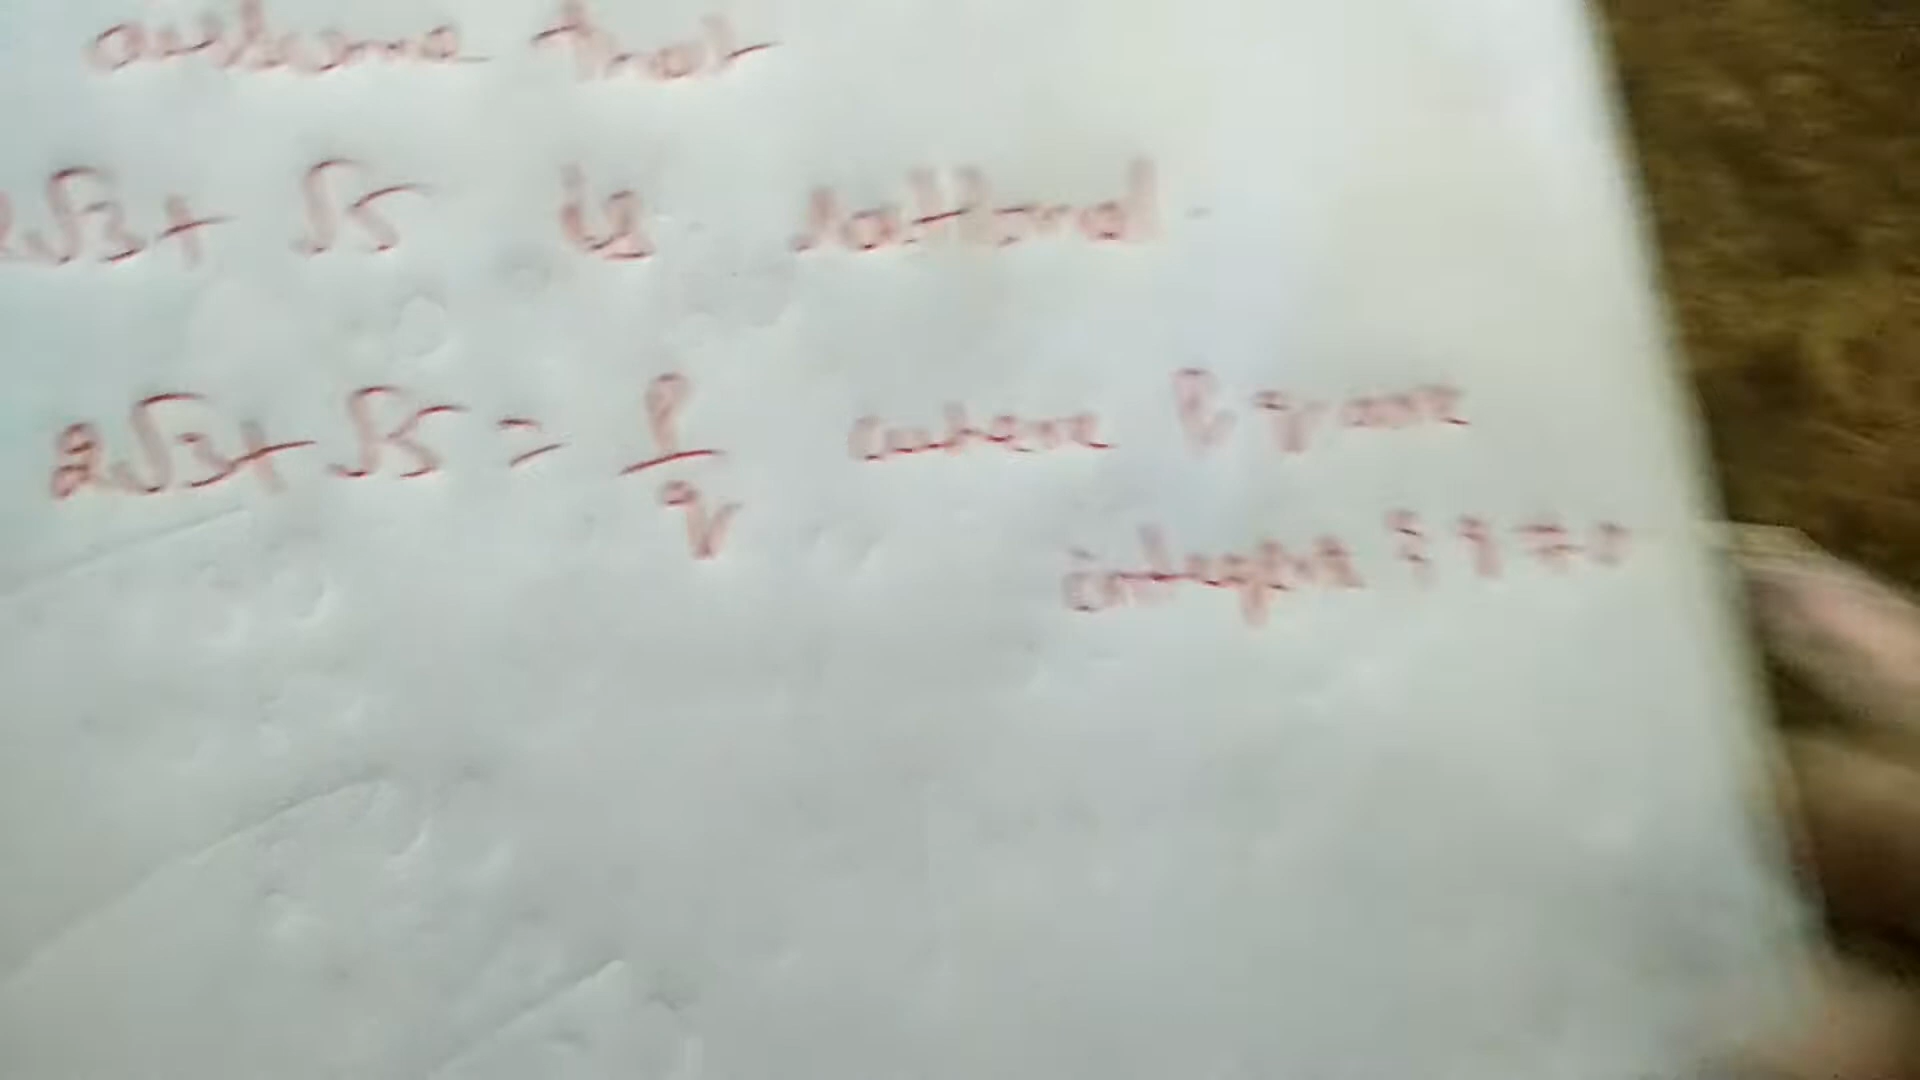 assume that
2√3+ √5 is rational.
2√3+ √5 = p/q where p q are
integers & q ≠ 0